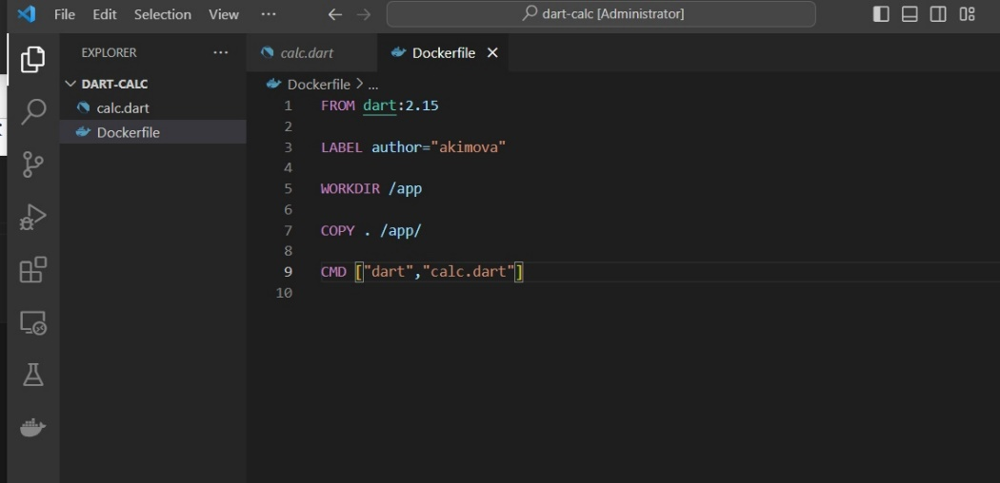 File Edit Selection View ...
dart-calc [Administrator]
EXPLORER ...
calc.dart
Dockerfile
DART-CALC
calc.dart
Dockerfile
Dockerfile > ...
1 FROM dart:2.15
2
3 LABEL author="akimova"
4
5 WORKDIR /app
6
7 COPY . /app/
8
9 CMD ["dart","calc.dart"]
10